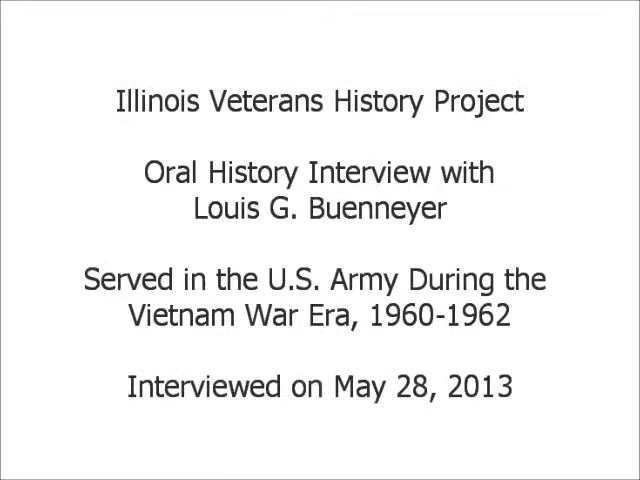 Illinois Veterans History Project
Oral History Interview with
Louis G. Buenneyer
Served in the U.S. Army During the
Vietnam War Era, 1960-1962
Interviewed on May 28, 2013